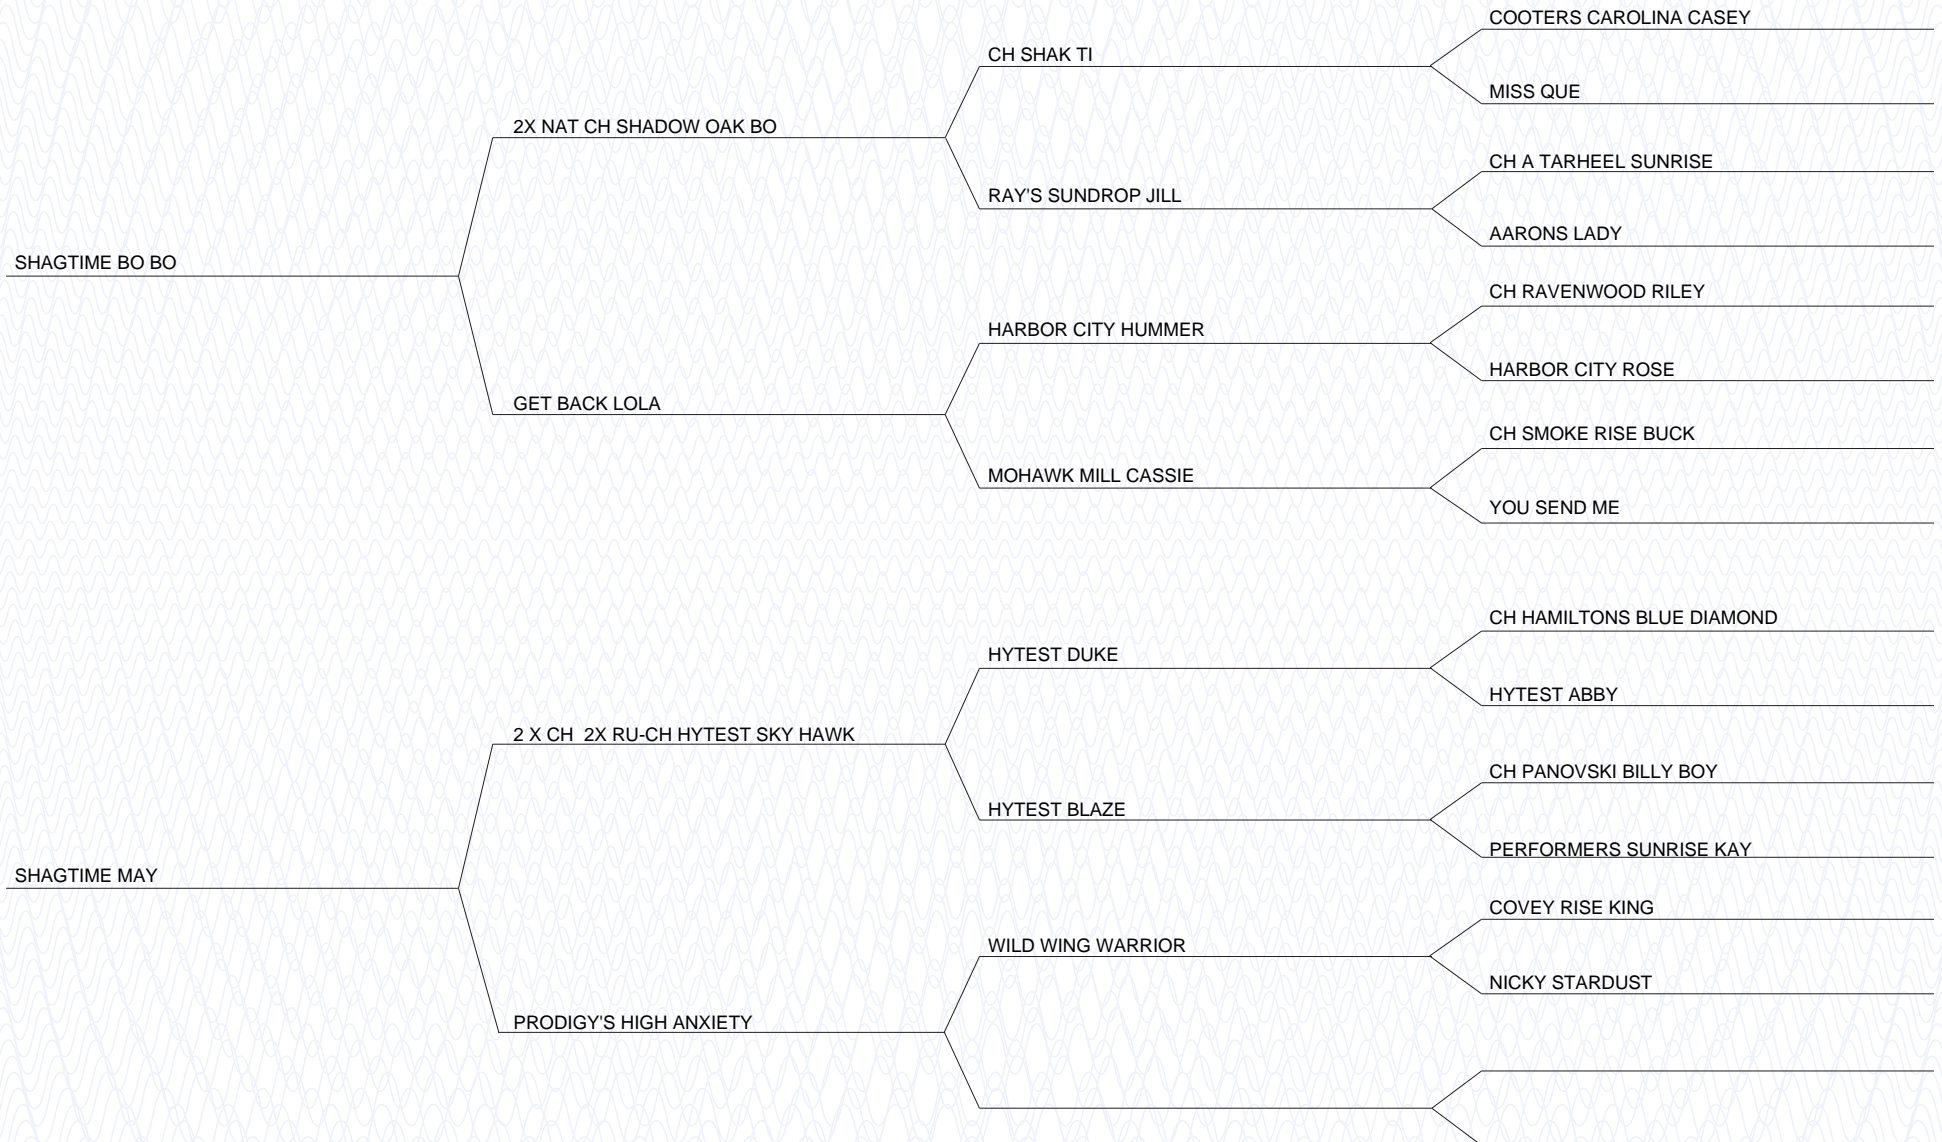 COOTERS CAROLINA CASEY
CH SHAK TI
MISS QUE
2X NAT CH SHADOW OAK BO
CH A TARHEEL SUNRISE
RAY'S SUNDROP JILL
AARONS LADY
SHAGTIME BO BO
CH RAVENWOOD RILEY
HARBOR CITY HUMMER
HARBOR CITY ROSE
GET BACK LOLA
CH SMOKE RISE BUCK
MOHAWK MILL CASSIE
YOU SEND ME
CH HAMILTONS BLUE DIAMOND
HYTEST DUKE
HYTEST ABBY
2 X CH  2X RU-CH HYTEST SKY HAWK
CH PANOVSKI BILLY BOY
HYTEST BLAZE
PERFORMERS SUNRISE KAY
SHAGTIME MAY
COVEY RISE KING
WILD WING WARRIOR
NICKY STARDUST
PRODIGY'S HIGH ANXIETY